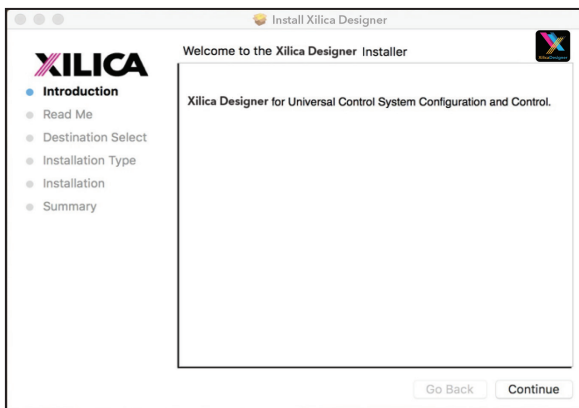 Install Xilica Designer
XILICA
Welcome to the Xilica Designer Installer
XilicaDesigner
Introduction
Read Me
Destination Select
Installation Type
Installation
Summary
Xilica Designer for Universal Control System Configuration and Control.
Go Back
Continue